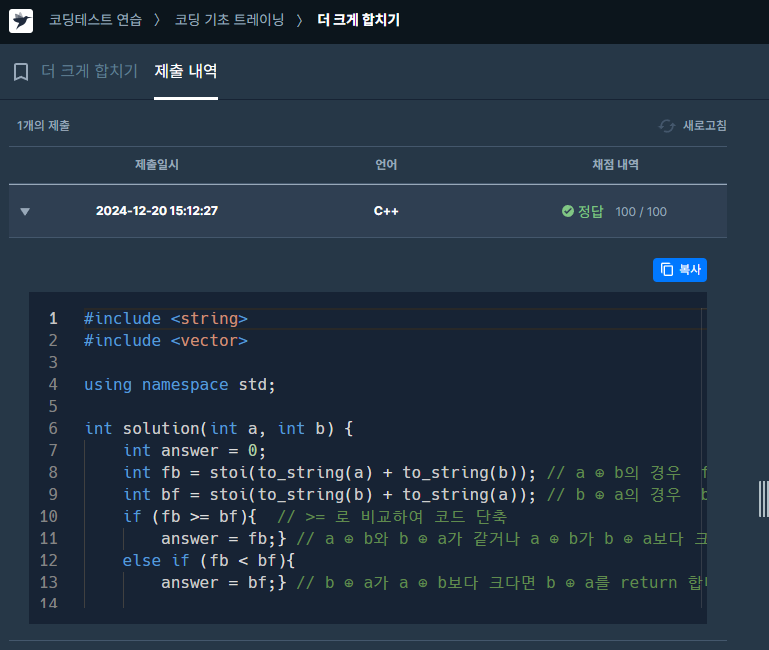 코딩테스트 연습 〉 코딩 기초 트레이닝 〉 더 크게 합치기
더 크게 합치기 제출 내역
1개의 제출 새로고침
제출일시 언어 채점 내역
2024-12-20 15:12:27 C++ 정답 100 / 100
복사
1 #include <string>
2 #include <vector>
3
4 using namespace std;
5
6 int solution(int a, int b) {
7 int answer = 0;
8 int fb = stoi(to_string(a) + to_string(b)); // a ⊕ b의 경우
9 int bf = stoi(to_string(b) + to_string(a)); // b ⊕ a의 경우
10 if (fb >= bf){ // >= 로 비교하여 코드 단축
11 answer = fb;} // a ⊕ b와 b ⊕ a가 같거나 a ⊕ b가 b ⊕ a보다 크
12 else if (fb < bf){
13 answer = bf;} // b ⊕ a가 a ⊕ b보다 크다면 b ⊕ a를 return 합
14